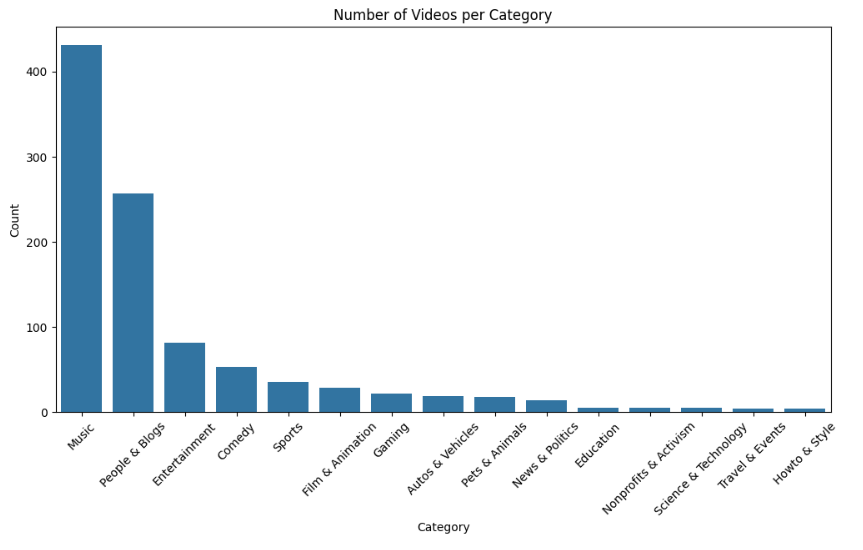 Number of Videos per Category
Count
400
300
200
100
0
Music
People & Blogs
Entertainment
Comedy
Sports
Film & Animation
Gaming
Autos & Vehicles
Pets & Animals
News & Politics
Education
Nonprofits & Activism
Science & Technology
Travel & Events
Howto & Style
Category